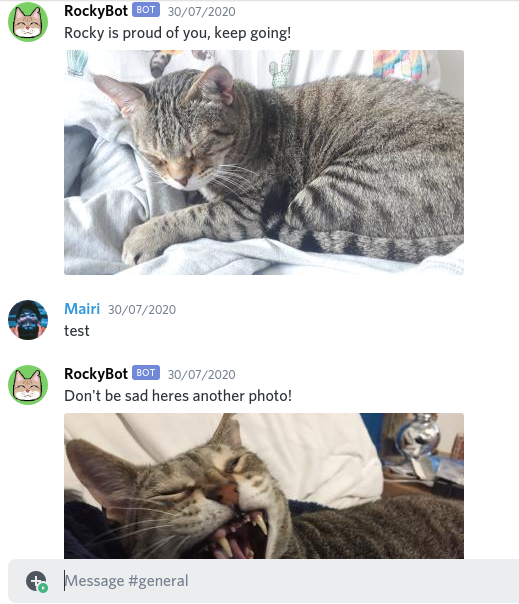 RockyBot BOT 30/07/2020
Rocky is proud of you, keep going!
Mairi 30/07/2020
test
RockyBot BOT 30/07/2020
Don't be sad heres another photo!
Message #general